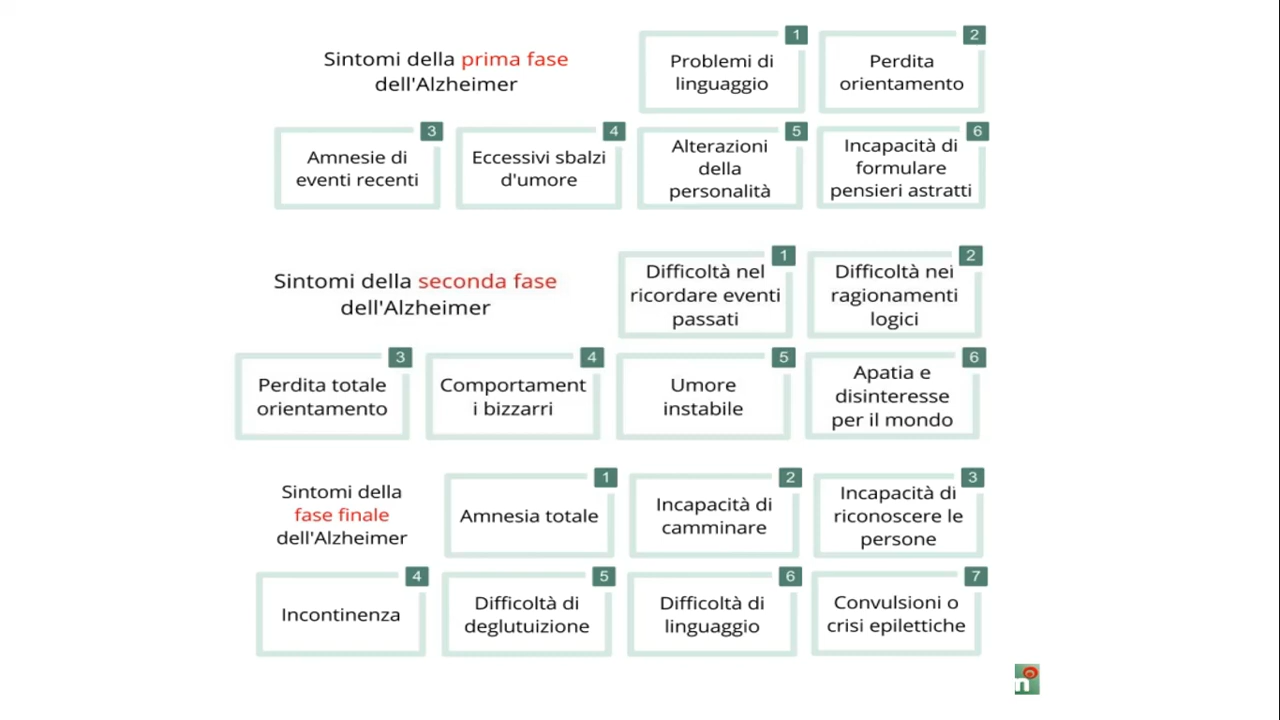 Sintomi della prima fase
dell'Alzheimer
1
Problemi di
linguaggio
2
Perdita
orientamento
3
Amnesie di
eventi recenti
4
Eccessivi sbalzi
d'umore
5
Alterazioni
della
personalità
6
Incapacità di
formulare
pensieri astratti
Sintomi della seconda fase
dell'Alzheimer
1
Difficoltà nel
ricordare eventi
passati
2
Difficoltà nei
ragionamenti
logici
3
Perdita totale
orientamento
4
Comportament
i bizzarri
5
Umore
instabile
6
Apatia e
disinteresse
per il mondo
Sintomi della
fase finale
dell'Alzheimer
1
Amnesia totale
2
Incapacità di
camminare
3
Incapacità di
riconoscere le
persone
4
Incontinenza
5
Difficoltà di
deglutuizione
6
Difficoltà di
linguaggio
7
Convulsioni o
crisi epilettiche
n